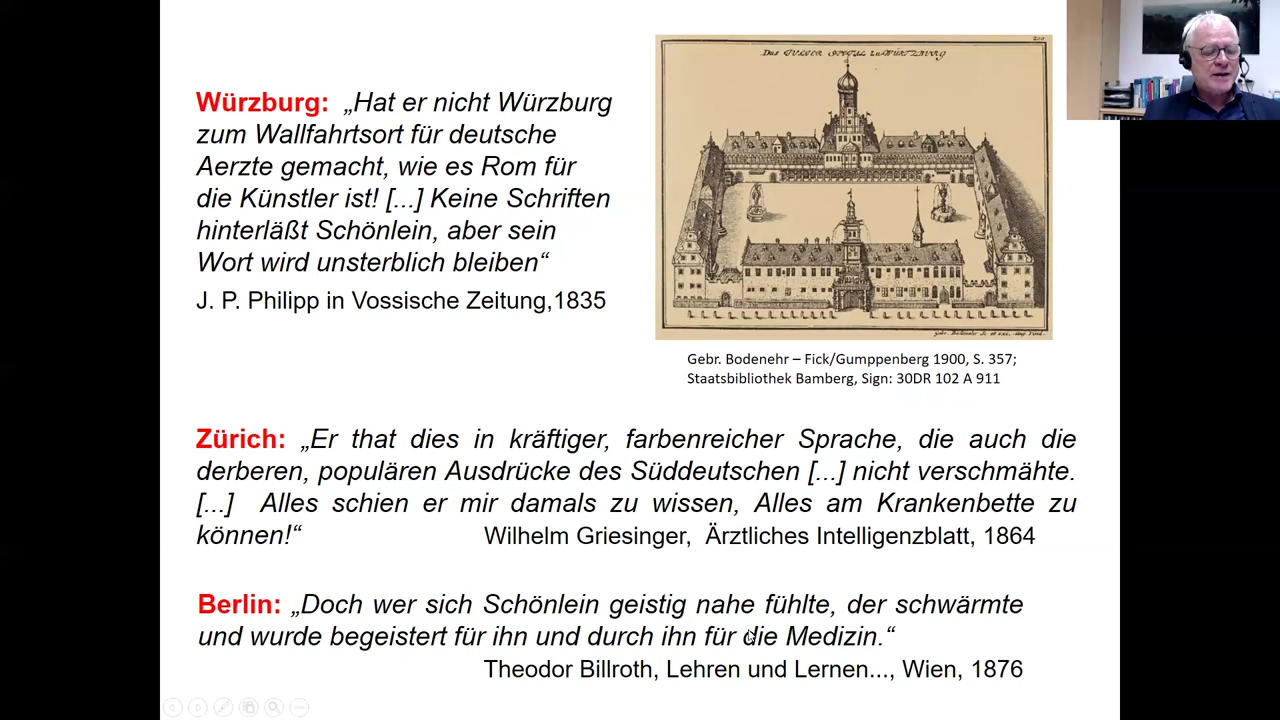 Würzburg: „Hat er nicht Würzburg
zum Wallfahrtsort für deutsche
Aerzte gemacht, wie es Rom für
die Künstler ist! [...] Keine Schriften
hinterläßt Schönlein, aber sein
Wort wird unsterblich bleiben“
J. P. Philipp in Vossische Zeitung,1835
Gebr. Bodenehr – Fick/Gumppenberg 1900, S. 357;
Staatsbibliothek Bamberg, Sign: 30DR 102 A 911
Zürich: „Er that dies in kräftiger, farbenreicher Sprache, die auch die
derberen, populären Ausdrücke des Süddeutschen [...] nicht verschmähte.
[...] Alles schien er mir damals zu wissen, Alles am Krankenbette zu
können!“ Wilhelm Griesinger, Ärztliches Intelligenzblatt, 1864
Berlin: „Doch wer sich Schönlein geistig nahe fühlte, der schwärmte
und wurde begeistert für ihn und durch ihn für die Medizin.“
Theodor Billroth, Lehren und Lernen..., Wien, 1876